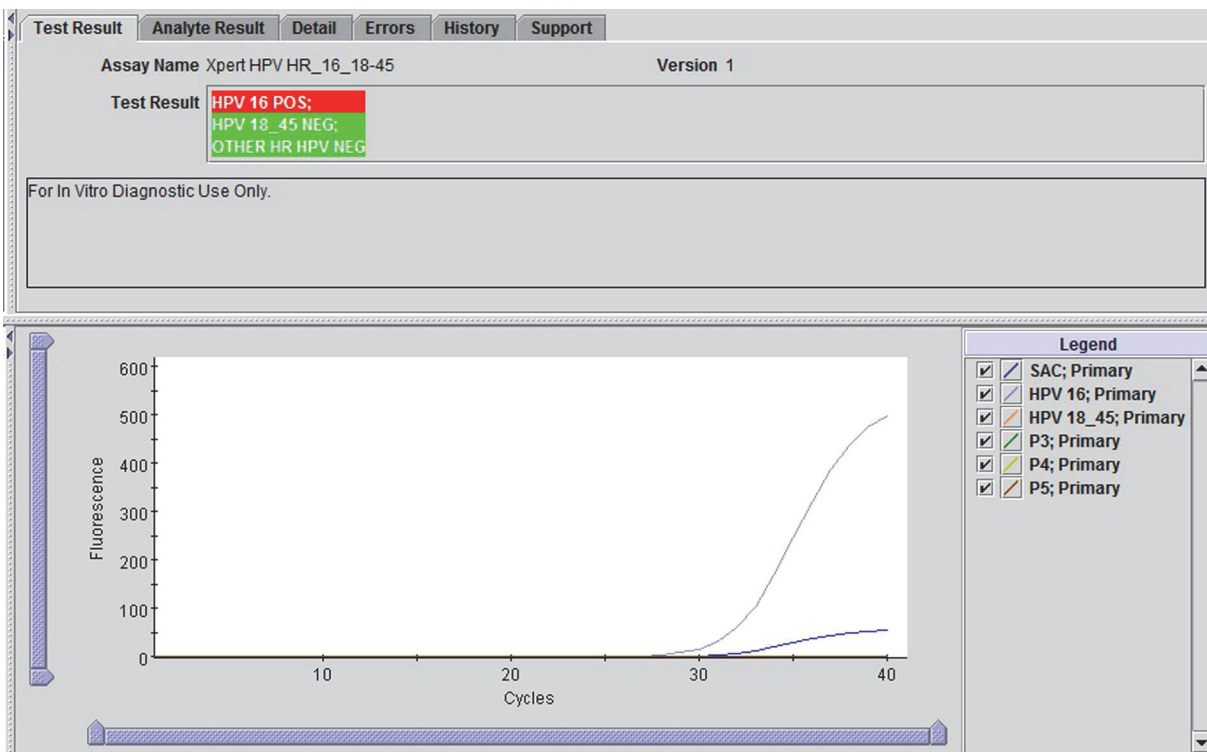 Test Result Analyte Result Detail Errors History Support
Assay Name Xpert HPV HR_16_18-45 Version 1
Test Result HPV 16 POS;
HPV 18_45 NEG;
OTHER HR HPV NEG
For In Vitro Diagnostic Use Only.
600
500
400
300
200
100
0
Fluorescence
10 20 30 40
Cycles
Legend
SAC; Primary
HPV 16; Primary
HPV 18_45; Primary
P3; Primary
P4; Primary
P5; Primary